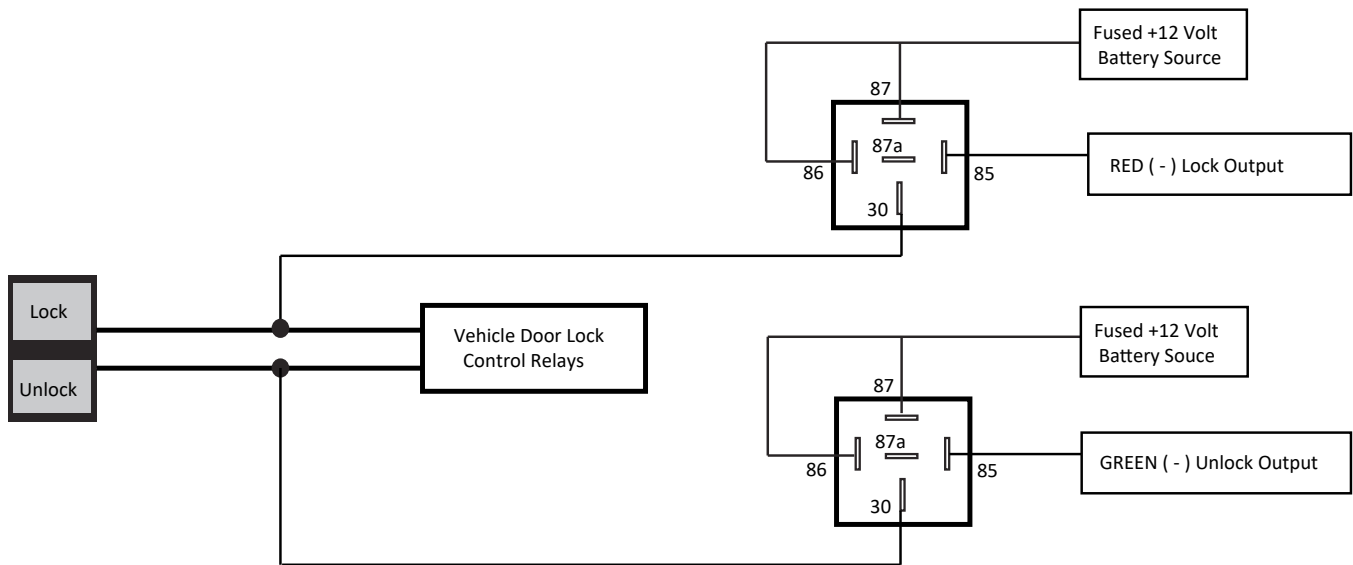 Fused +12 Volt
Battery Source
87
87a
86
85
30
RED ( - ) Lock Output
Lock
Unlock
Vehicle Door Lock
Control Relays
Fused +12 Volt
Battery Souce
87
87a
86
85
30
GREEN ( - ) Unlock Output